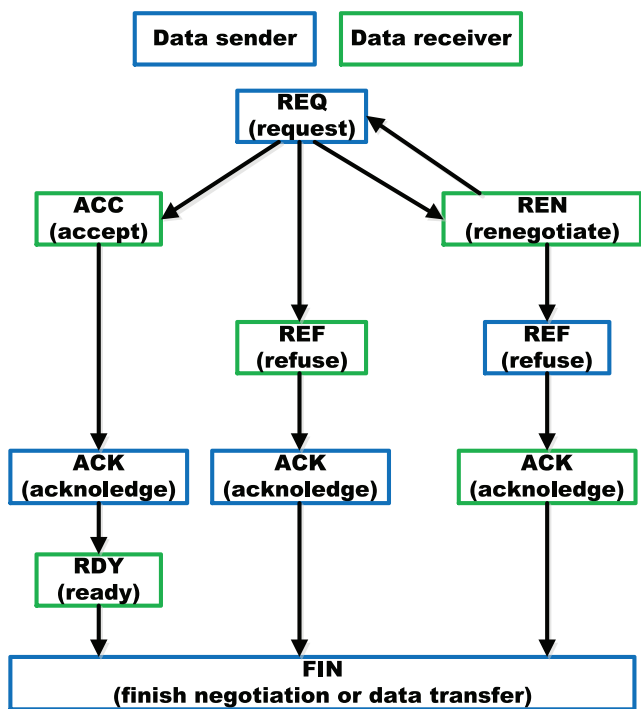 Data sender
Data receiver
REQ
(request)
ACC
(accept)
REN
(renegotiate)
REF
(refuse)
REF
(refuse)
ACK
(acknoledge)
ACK
(acknoledge)
ACK
(acknoledge)
RDY
(ready)
FIN
(finish negotiation or data transfer)